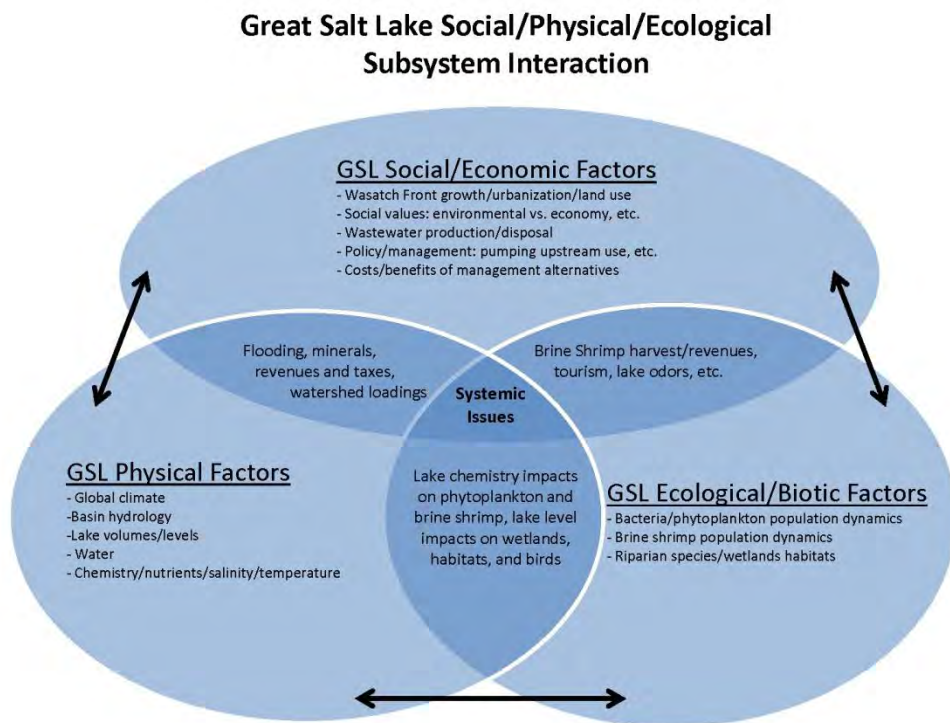 Great Salt Lake Social/Physical/Ecological
Subsystem Interaction
GSL Social/Economic Factors
- Wasatch Front growth/urbanization/land use
- Social values: environmental vs. economy, etc.
- Wastewater production/disposal
- Policy/management: pumping upstream use, etc.
- Costs/benefits of management alternatives
Flooding, minerals,
revenues and taxes,
watershed loadings
Brine Shrimp harvest/revenues,
tourism, lake odors, etc.
Systemic
Issues
GSL Physical Factors
- Global climate
-Basin hydrology
-Lake volumes/levels
- Water
- Chemistry/nutrients/salinity/temperature
Lake chemistry impacts
on phytoplankton and
brine shrimp, lake level
impacts on wetlands,
habitats, and birds
GSL Ecological/Biotic Factors
- Bacteria/phytoplankton population dynamics
- Brine shrimp population dynamics
- Riparian species/wetlands habitats